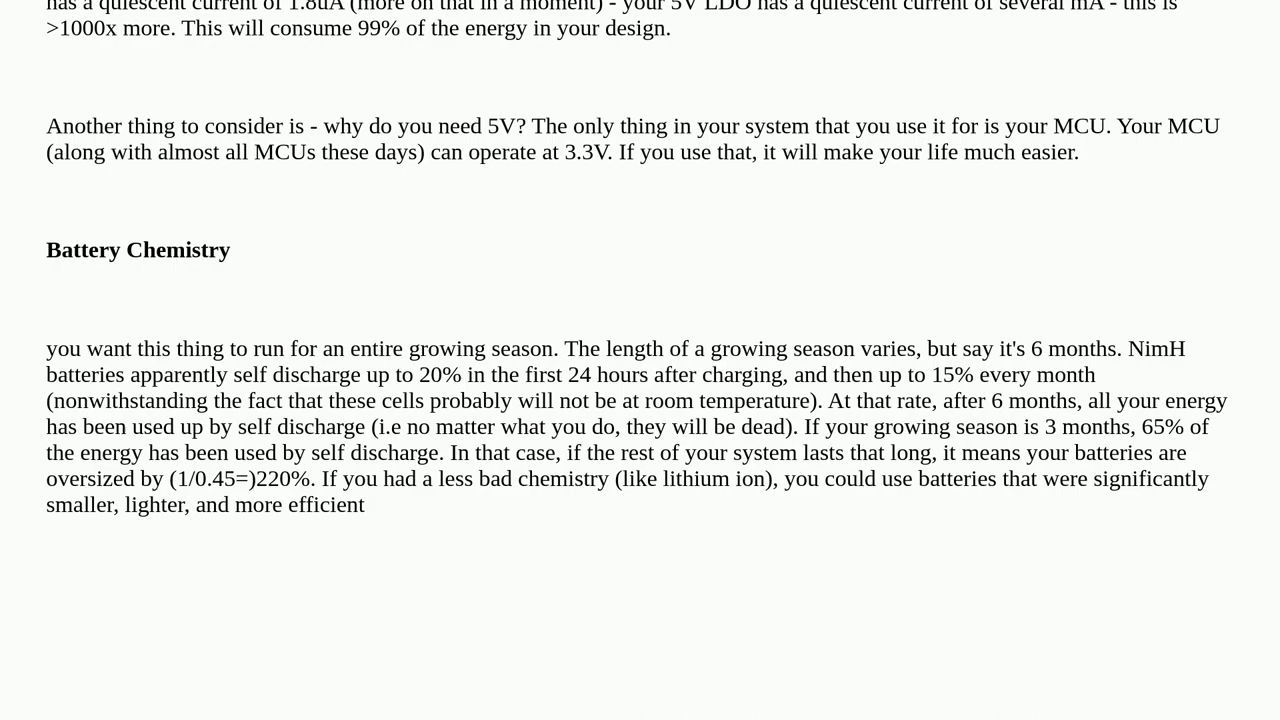 has a quiescent current of 1.8uA (more on that in a moment) - your 5V LDO has a quiescent current of several mA - this is
>1000x more. This will consume 99% of the energy in your design.
Another thing to consider is - why do you need 5V? The only thing in your system that you use it for is your MCU. Your MCU
(along with almost all MCUs these days) can operate at 3.3V. If you use that, it will make your life much easier.
Battery Chemistry
you want this thing to run for an entire growing season. The length of a growing season varies, but say it's 6 months. NimH
batteries apparently self discharge up to 20% in the first 24 hours after charging, and then up to 15% every month
(nonwithstanding the fact that these cells probably will not be at room temperature). At that rate, after 6 months, all your energy
has been used up by self discharge (i.e no matter what you do, they will be dead). If your growing season is 3 months, 65% of
the energy has been used by self discharge. In that case, if the rest of your system lasts that long, it means your batteries are
oversized by (1/0.45=)220%. If you had a less bad chemistry (like lithium ion), you could use batteries that were significantly
smaller, lighter, and more efficient